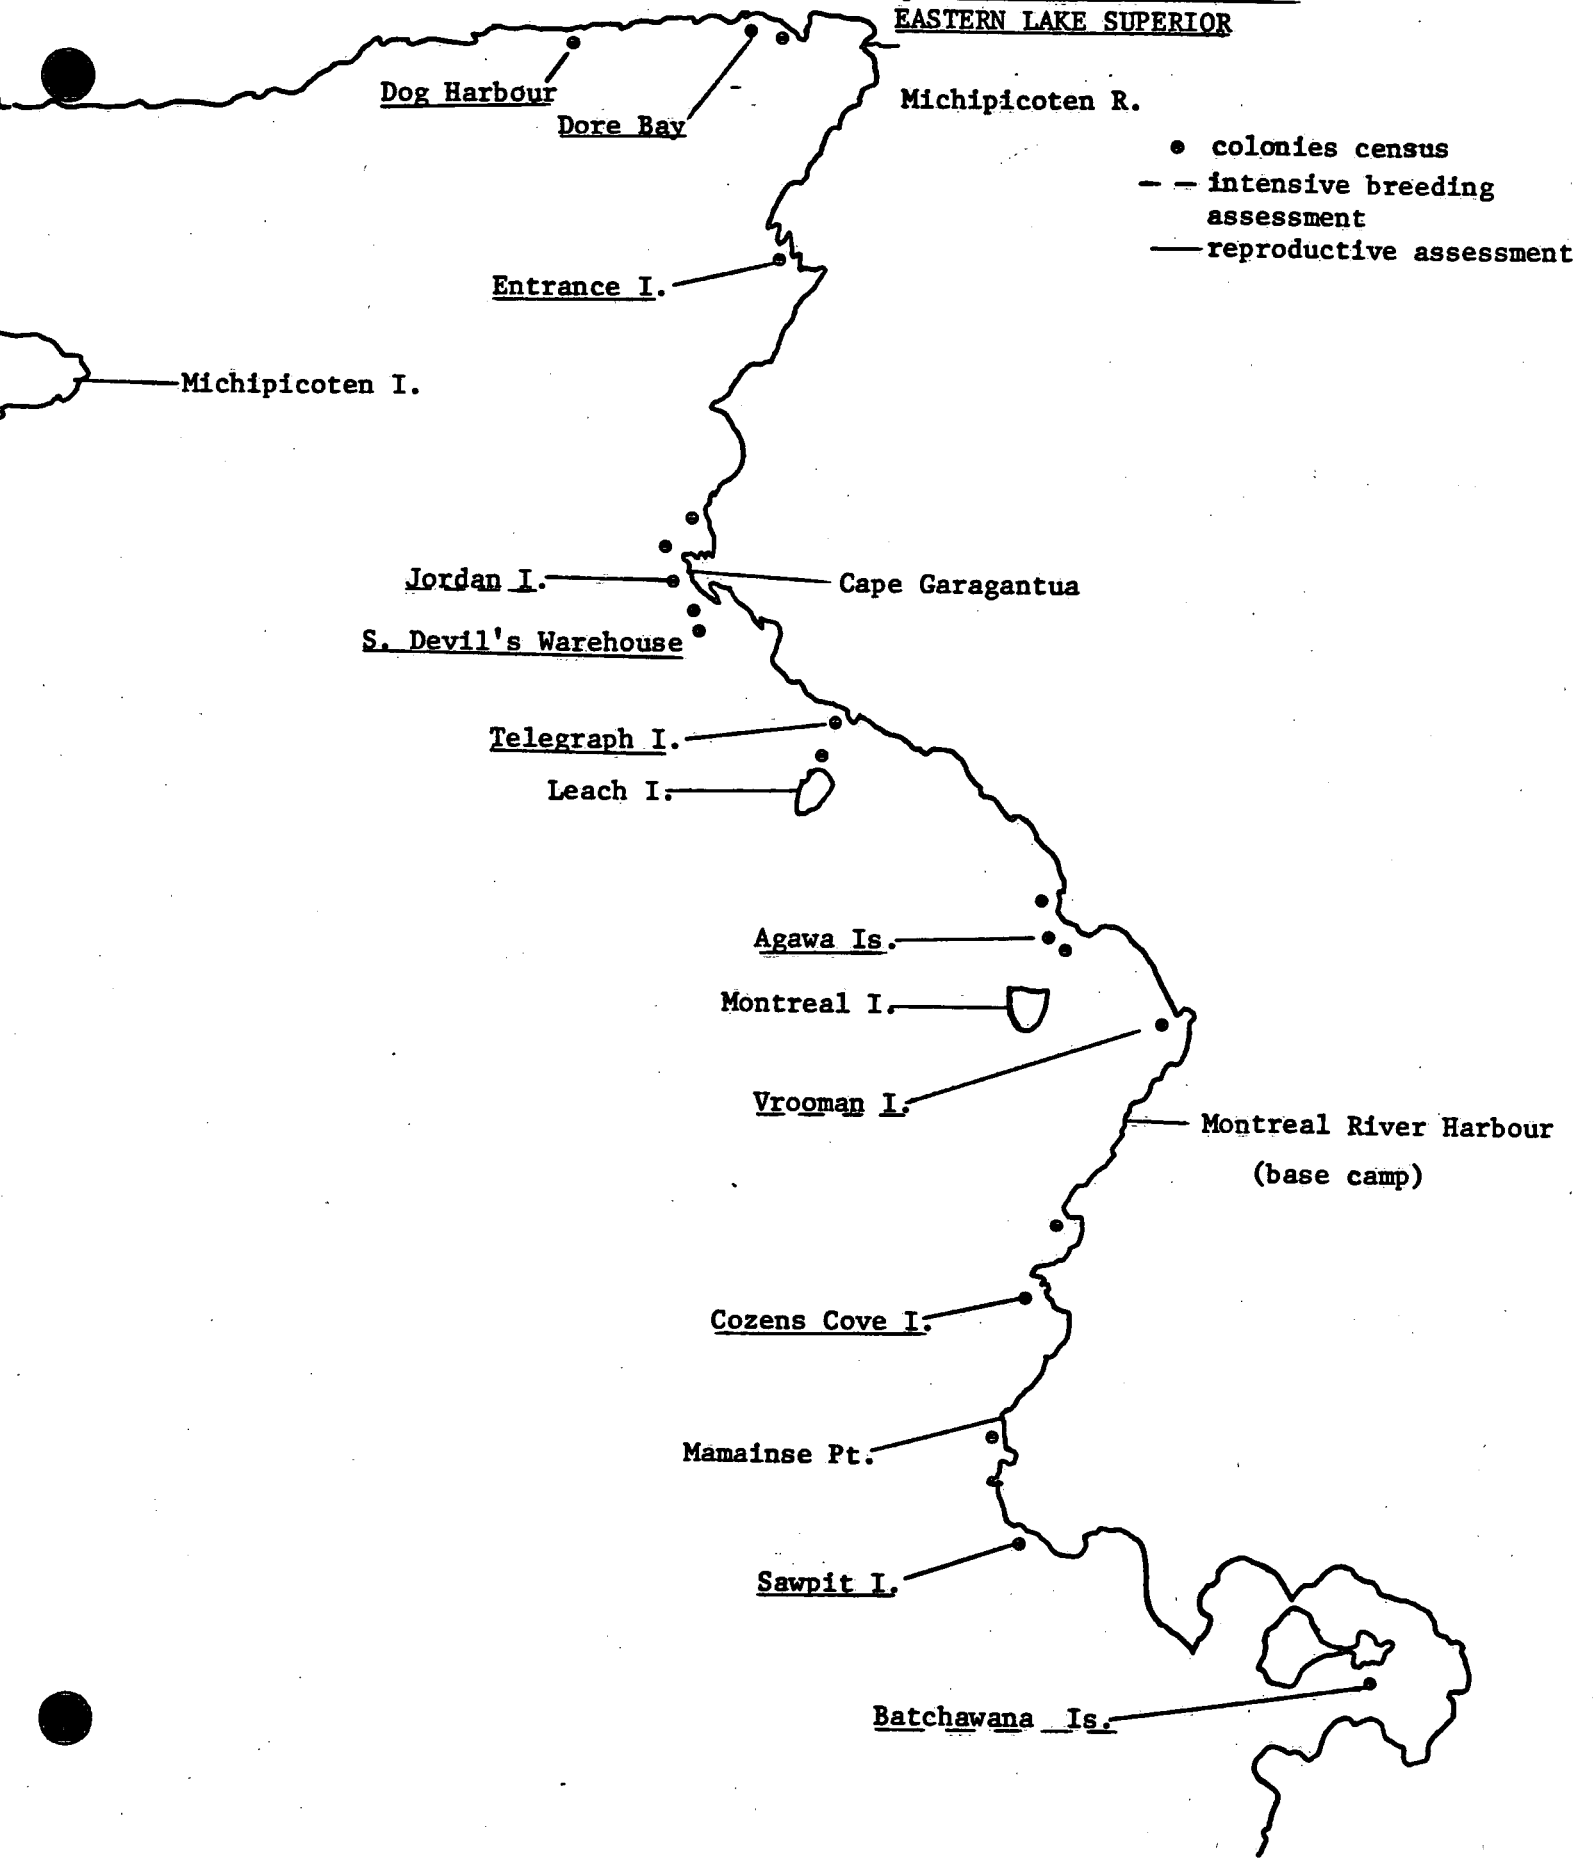 EASTERN LAKE SUPERIOR
Dog Harbour
Dore Bay
Michipicoten R.
colonies census
intensive breeding
assessment
reproductive assessment
Entrance I.
Michipicoten I.
Jordan I.
Cape Garagantua
S. Devil's Warehouse
Telegraph I.
Leach I.
Agawa Is.
Montreal I.
Vrooman I.
Montreal River Harbour
(base camp)
Cozens Cove I.
Mamainse Pt.
Sawpit I.
Batchawana Is.